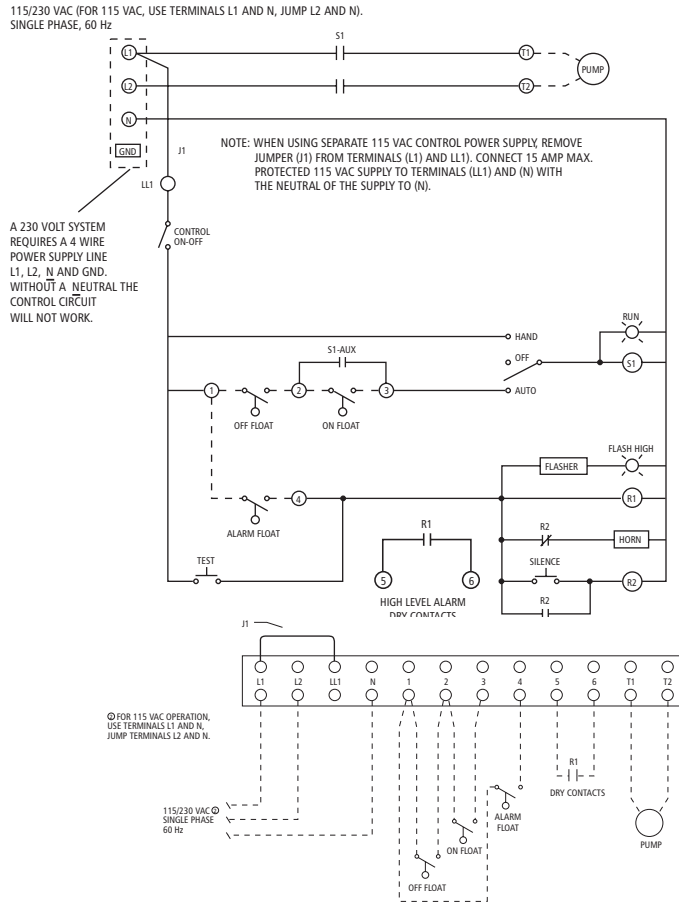 115/230 VAC (FOR 115 VAC, USE TERMINALS L1 AND N, JUMP L2 AND N).
SINGLE PHASE, 60 Hz
S1
L1
T1
PUMP
L2
T2
N
GND
J1
NOTE: WHEN USING SEPARATE 115 VAC CONTROL POWER SUPPLY, REMOVE
JUMPER (J1) FROM TERMINALS (L1) AND LL1). CONNECT 15 AMP MAX.
PROTECTED 115 VAC SUPPLY TO TERMINALS (LL1) AND (N) WITH
THE NEUTRAL OF THE SUPPLY TO (N).
LL1
A 230 VOLT SYSTEM
REQUIRES A 4 WIRE
POWER SUPPLY LINE
L1, L2, N AND GND.
WITHOUT A NEUTRAL THE
CONTROL CIRCUIT
WILL NOT WORK.
CONTROL
ON-OFF
RUN
HAND
S1-AUX
OFF
S1
1
2
3
AUTO
OFF FLOAT
ON FLOAT
FLASH HIGH
FLASHER
4
R1
ALARM FLOAT
R1
R2
HORN
TEST
SILENCE
5
6
R2
HIGH LEVEL ALARM
DRY CONTACTS
R2
J1
L1 L2 LL1 N 1 2 3 4 5 6 T1 T2
② FOR 115 VAC OPERATION,
USE TERMINALS L1 AND N,
JUMP TERMINALS L2 AND N.
R1
DRY CONTACTS
115/230 VAC ②
SINGLE PHASE
60 Hz
ALARM
FLOAT
PUMP
ON FLOAT
OFF FLOAT